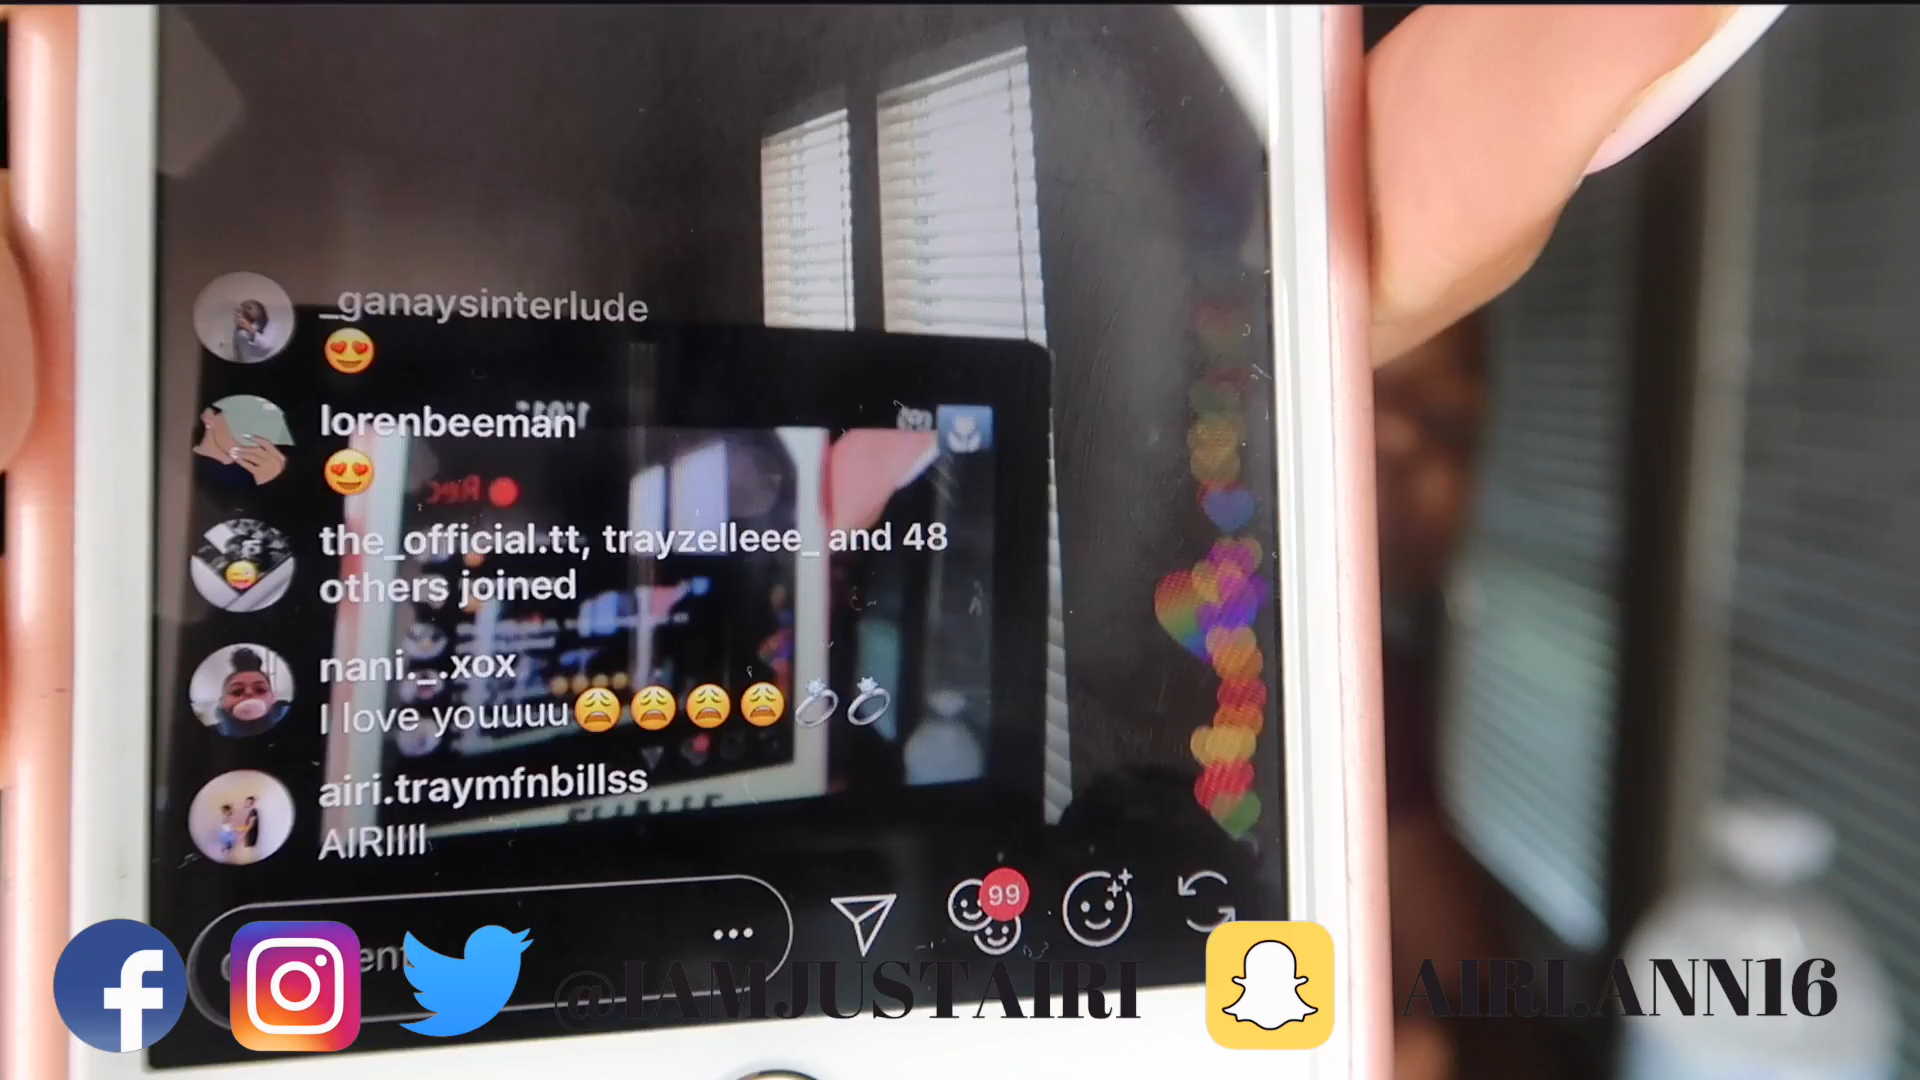 _ganaysinterlude
😍
lorenbeeman
😍
the_official.tt, trayzelleee_ and 48
others joined
nani._.xox
I love youuuu😩😩😩😩💍💍
airi.traymfnbillss
AIRIIII
99
@IAMJUSTAIRI
AIRI.ANN16